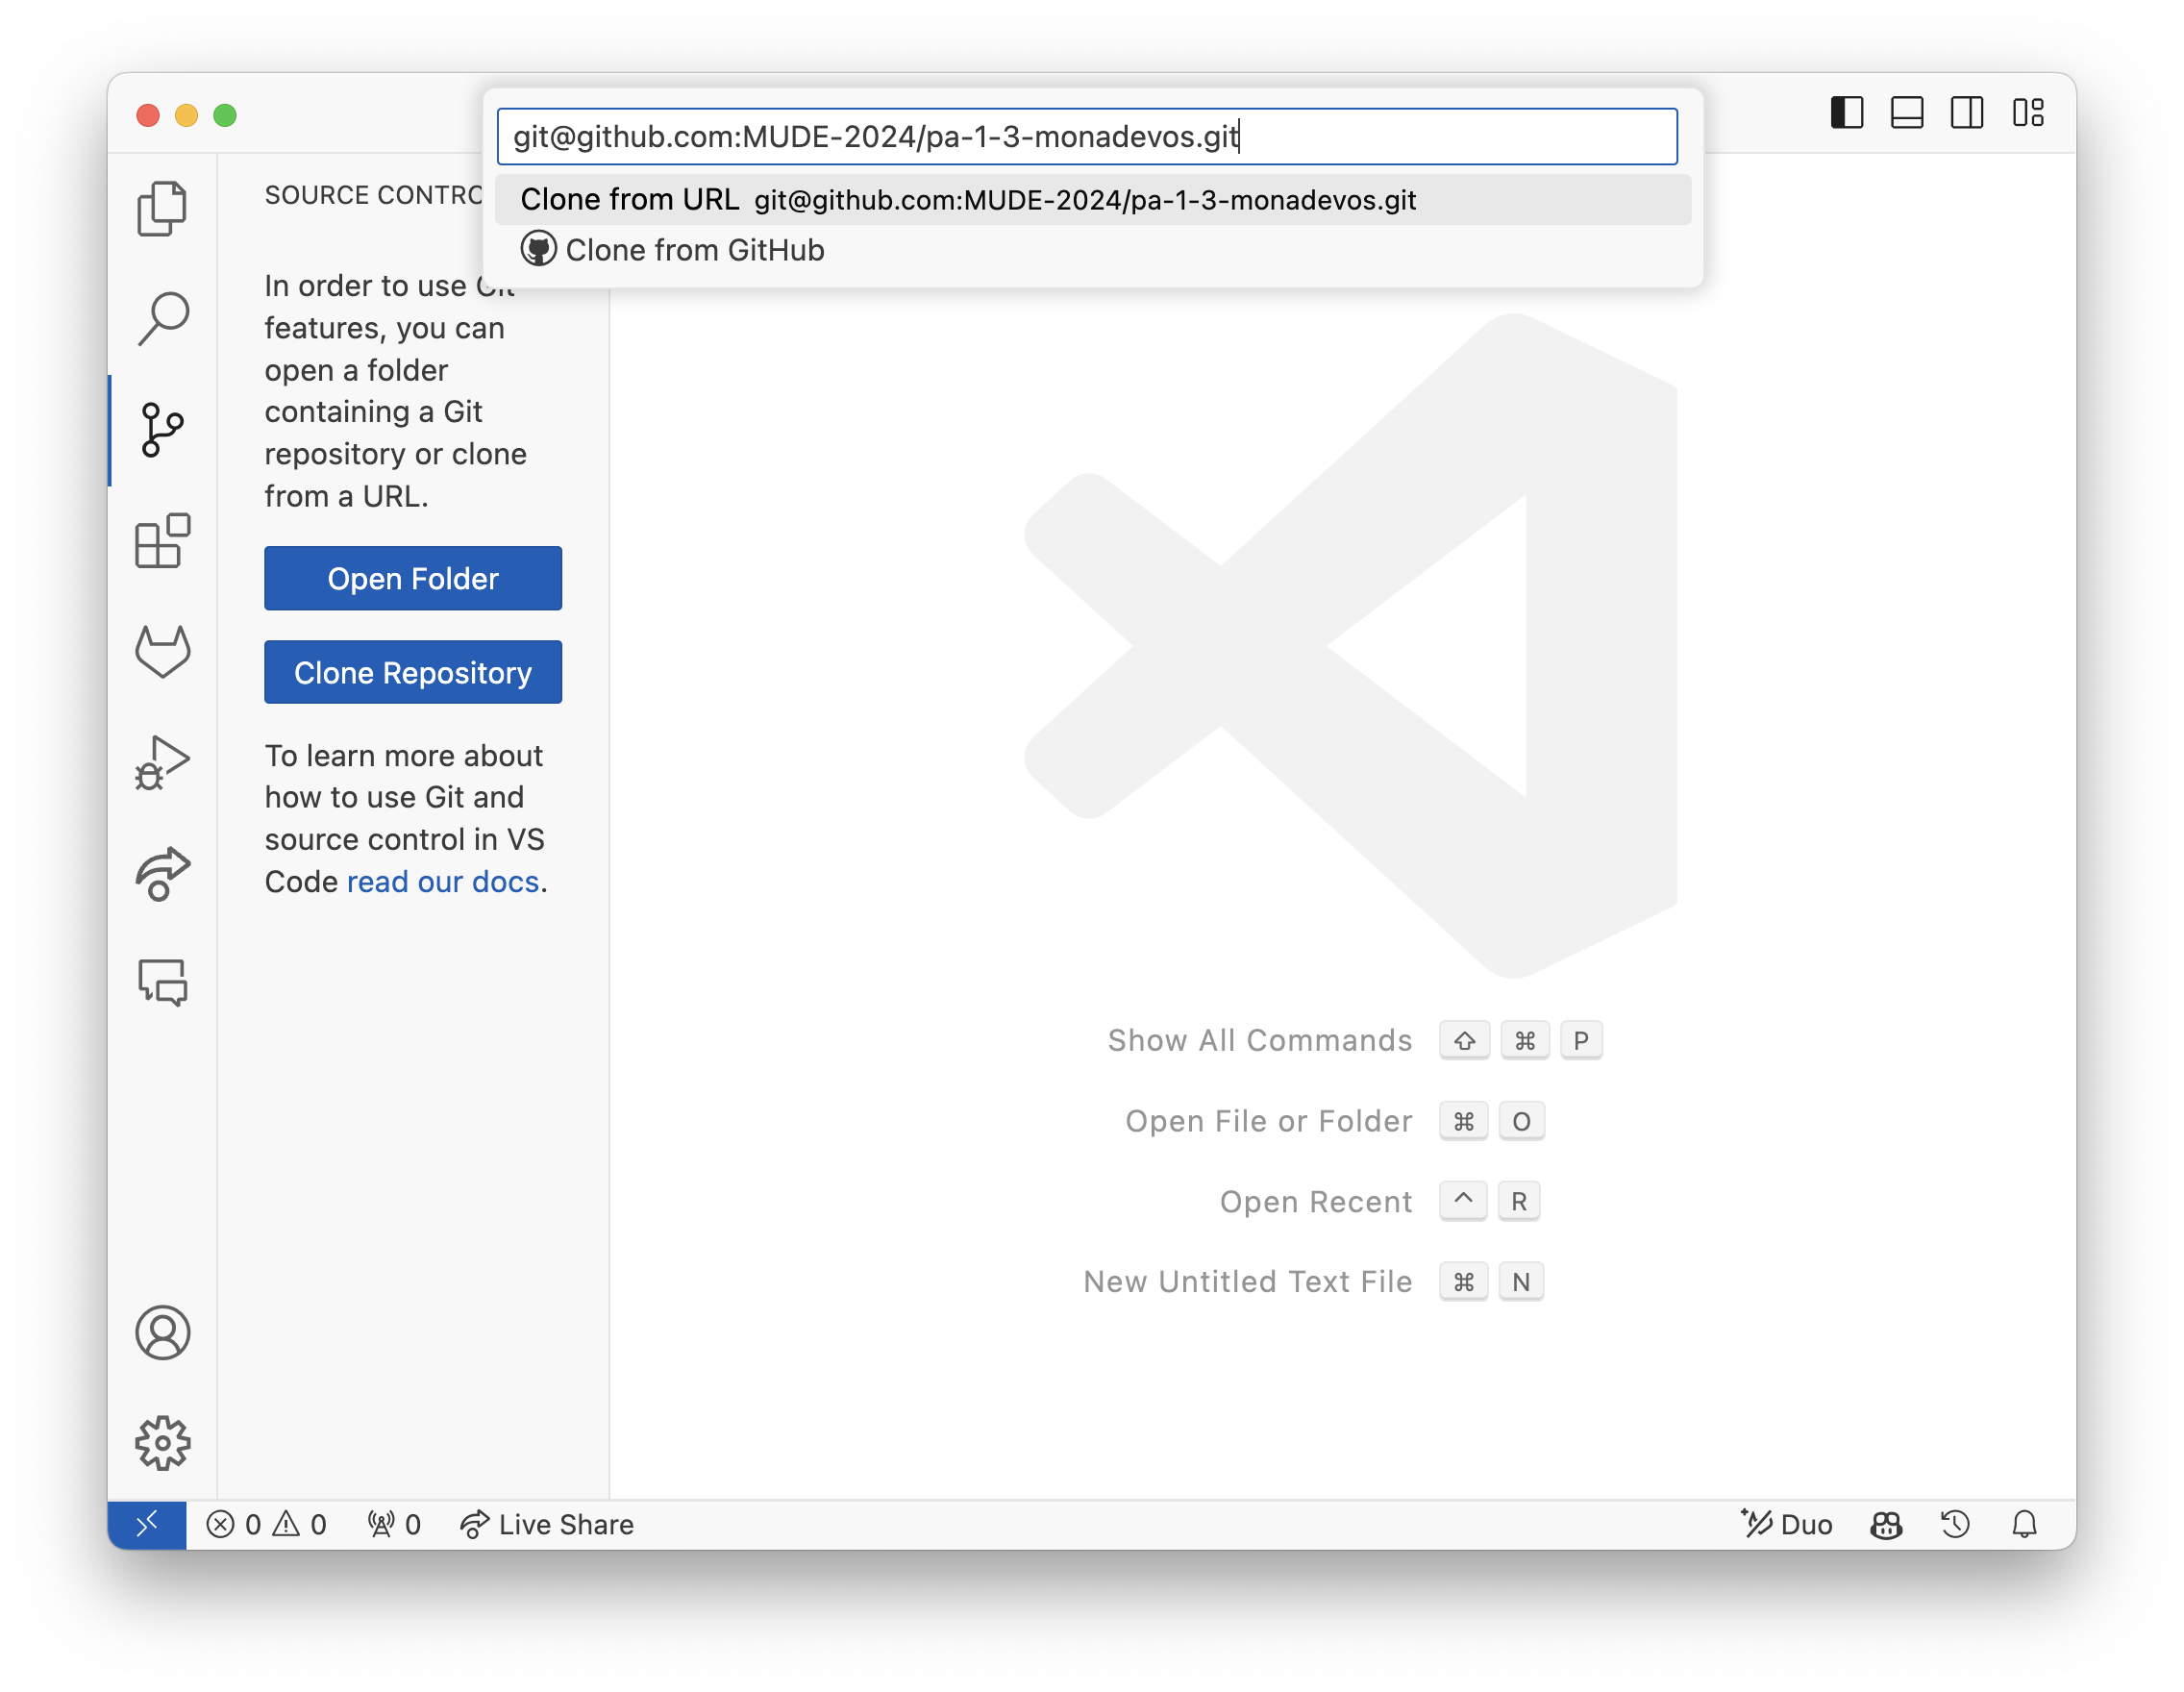 git@github.com:MUDE-2024/pa-1-3-monadevos.git
Clone from URL git@github.com:MUDE-2024/pa-1-3-monadevos.git
Clone from GitHub
SOURCE CONTRO
In order to use Git
features, you can
open a folder
containing a Git
repository or clone
from a URL.
Open Folder
Clone Repository
To learn more about
how to use Git and
source control in VS
Code read our docs.
Show All Commands ⇧ ⌘ P
Open File or Folder ⌘ O
Open Recent ^ R
New Untitled Text File ⌘ N
0 0 0 Live Share Duo